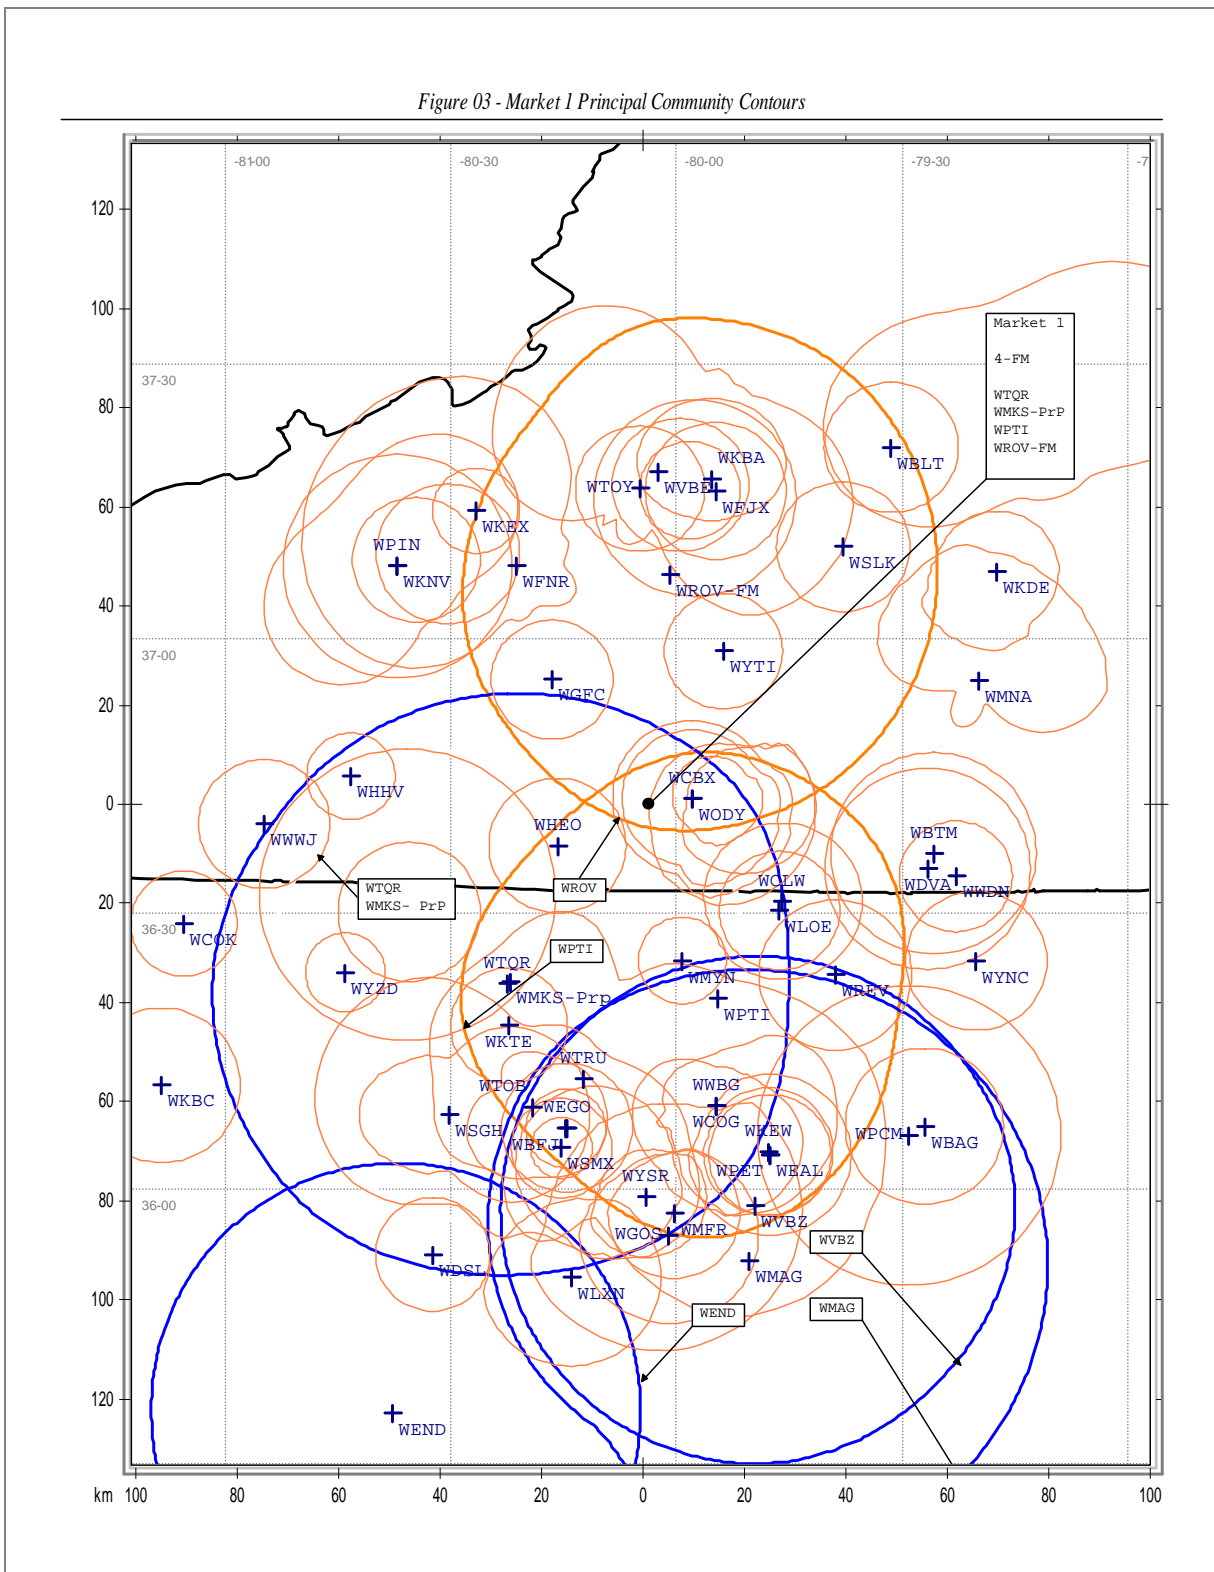 Figure 03 - Market 1 Principal Community Contours
-81-00
-80-30
-80-00
-79-30
-7
120
100
Market 1
4-FM
WTQR
WMKS-PrP
WPTI
WROV-FM
37-30
80
WKBA
WBLT
WTOY
WVBE
WFJX
60
WKEX
WPIN
WSLK
WKNV
WFNR
WROV-FM
WKDE
40
37-00
WYTI
WGFC
WMNA
20
WCBX
WHHV
0
WODY
WHEO
WBTM
WWWJ
WTQR
WMKS- PrP
WROV
WCLW
WDVA
WWDN
20
36-30
WCOK
WLOE
WPTI
WTQR
WYZD
WMYN
WREV
WYNC
WMKS-Prp
WPTI
40
WKTE
WTRU
WTOB
WWBG
WKBC
60
WEGO
WSGH
WCOG
WKEW
WPCM
WBAG
WBFJ
WSMX
WYSR
WPET
WEAL
36-00
80
WGOS
WMFR
WVBZ
WVBZ
WDSL
WMAG
WLXN
100
WEND
WMAG
120
WEND
km
100
80
60
40
20
0
20
40
60
80
100